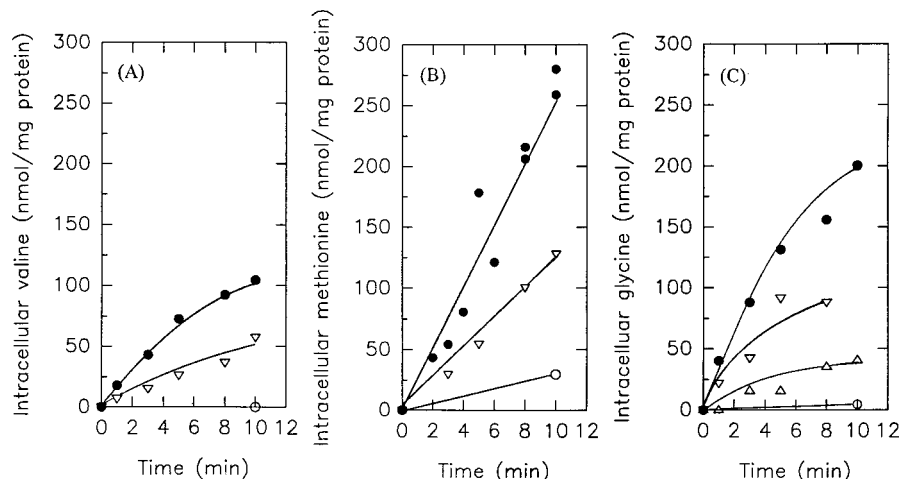 300
250
200
150
100
50
0
0 2 4 6 8 10 12
(A)
Intracellular valine (nmol/mg protein)
Time (min)
300
250
200
150
100
50
0
0 2 4 6 8 10 12
(B)
Intracellular methionine (nmol/mg protein)
Time (min)
300
250
200
150
100
50
0
0 2 4 6 8 10 12
(C)
Intracelluar glycine (nmol/mg protein)
Time (min)